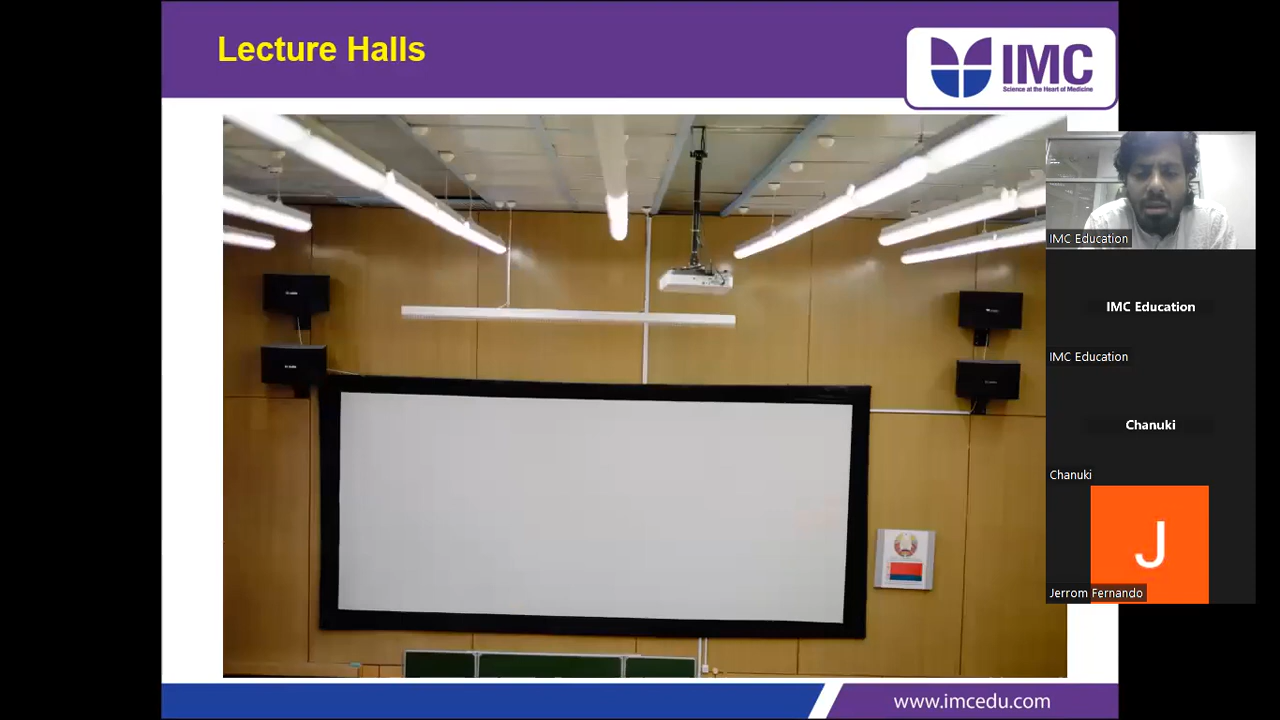 Lecture Halls
IMC
Science at the Heart of Medicine
IMC Education
IMC Education
IMC Education
Chanuki
Chanuki
J
Jerrom Fernando
www.imcedu.com